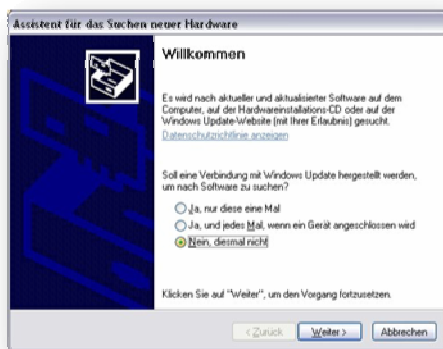 Assistent für das Suchen neuer Hardware
Willkommen
Es wird nach aktueller und aktualisierter Software auf dem
Computer, auf der Hardwareinstallations-CD oder auf der
Windows Update-Website (mit Ihrer Erlaubnis) gesucht.
Datenschutzrichtlinie anzeigen
Soll eine Verbindung mit Windows Update hergestellt werden,
um nach Software zu suchen?
Ja, nur diese eine Mal
Ja, und jedes Mal, wenn ein Gerät angeschlossen wird
Nein, diesmal nicht
Klicken Sie auf "Weiter", um den Vorgang fortzusetzen.
< Zurück Weiter > Abbrechen